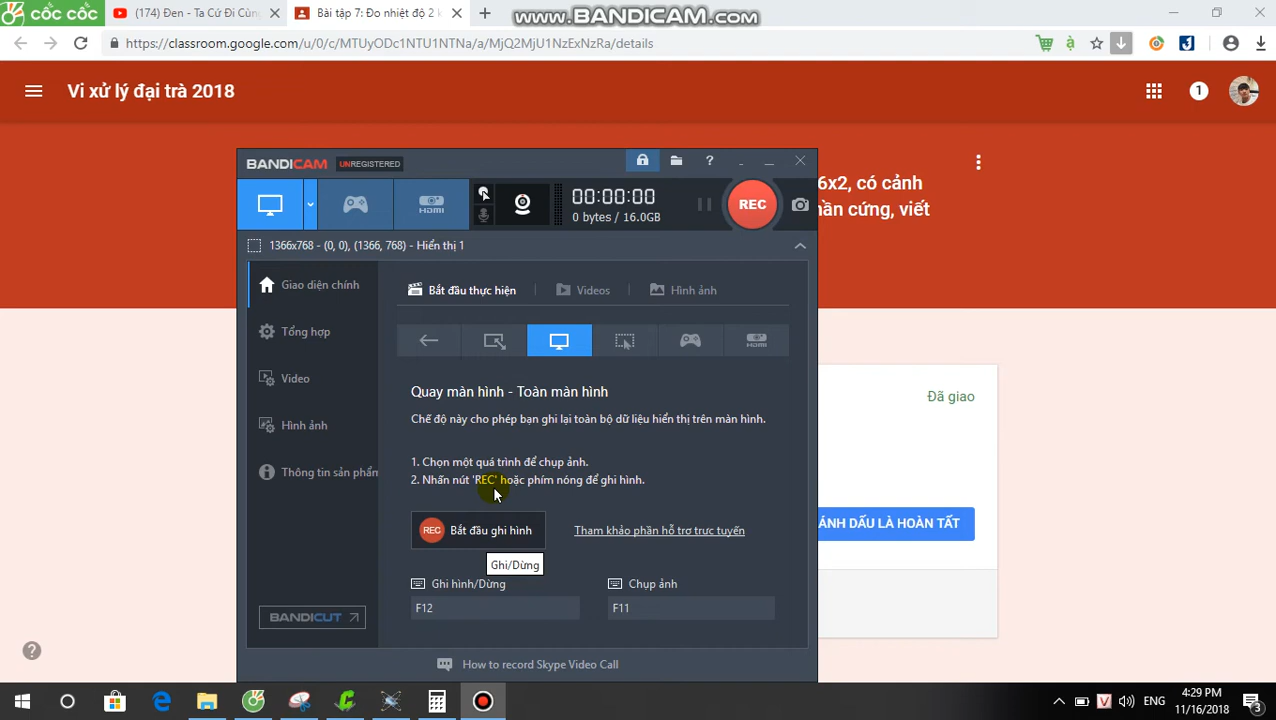 CỐC CỐC
(174) Đen - Ta Cứ Đi Cùng
Bài tập 7: Đo nhiệt độ 2 k
www.BANDICAM.com
https://classroom.google.com/u/0/c/MTUyODc1NTU1NTNa/a/MjQ2MjU1NzExNzRa/details
Vi xử lý đại trà 2018
1
6x2, có cảnh
hần cứng, viết
BANDICAM UNREGISTERED
HDMI
00:00:00
0 bytes / 16.0GB
REC
1366x768 - (0, 0), (1366, 768) - Hiển thị 1
Giao diện chính
Tổng hợp
Video
Hình ảnh
Thông tin sản phẩm
BANDICUT
Bắt đầu thực hiện
Videos
Hình ảnh
HDMI
Quay màn hình - Toàn màn hình
Chế độ này cho phép bạn ghi lại toàn bộ dữ liệu hiển thị trên màn hình.
1. Chọn một quá trình để chụp ảnh.
2. Nhấn nút 'REC' hoặc phím nóng để ghi hình.
REC Bắt đầu ghi hình
Tham khảo phần hỗ trợ trực tuyến
Ghi/Dừng
Ghi hình/Dừng
Chụp ảnh
F12
F11
How to record Skype Video Call
Đã giao
ÁNH DẤU LÀ HOÀN TẤT
ENG
4:29 PM
11/16/2018
3